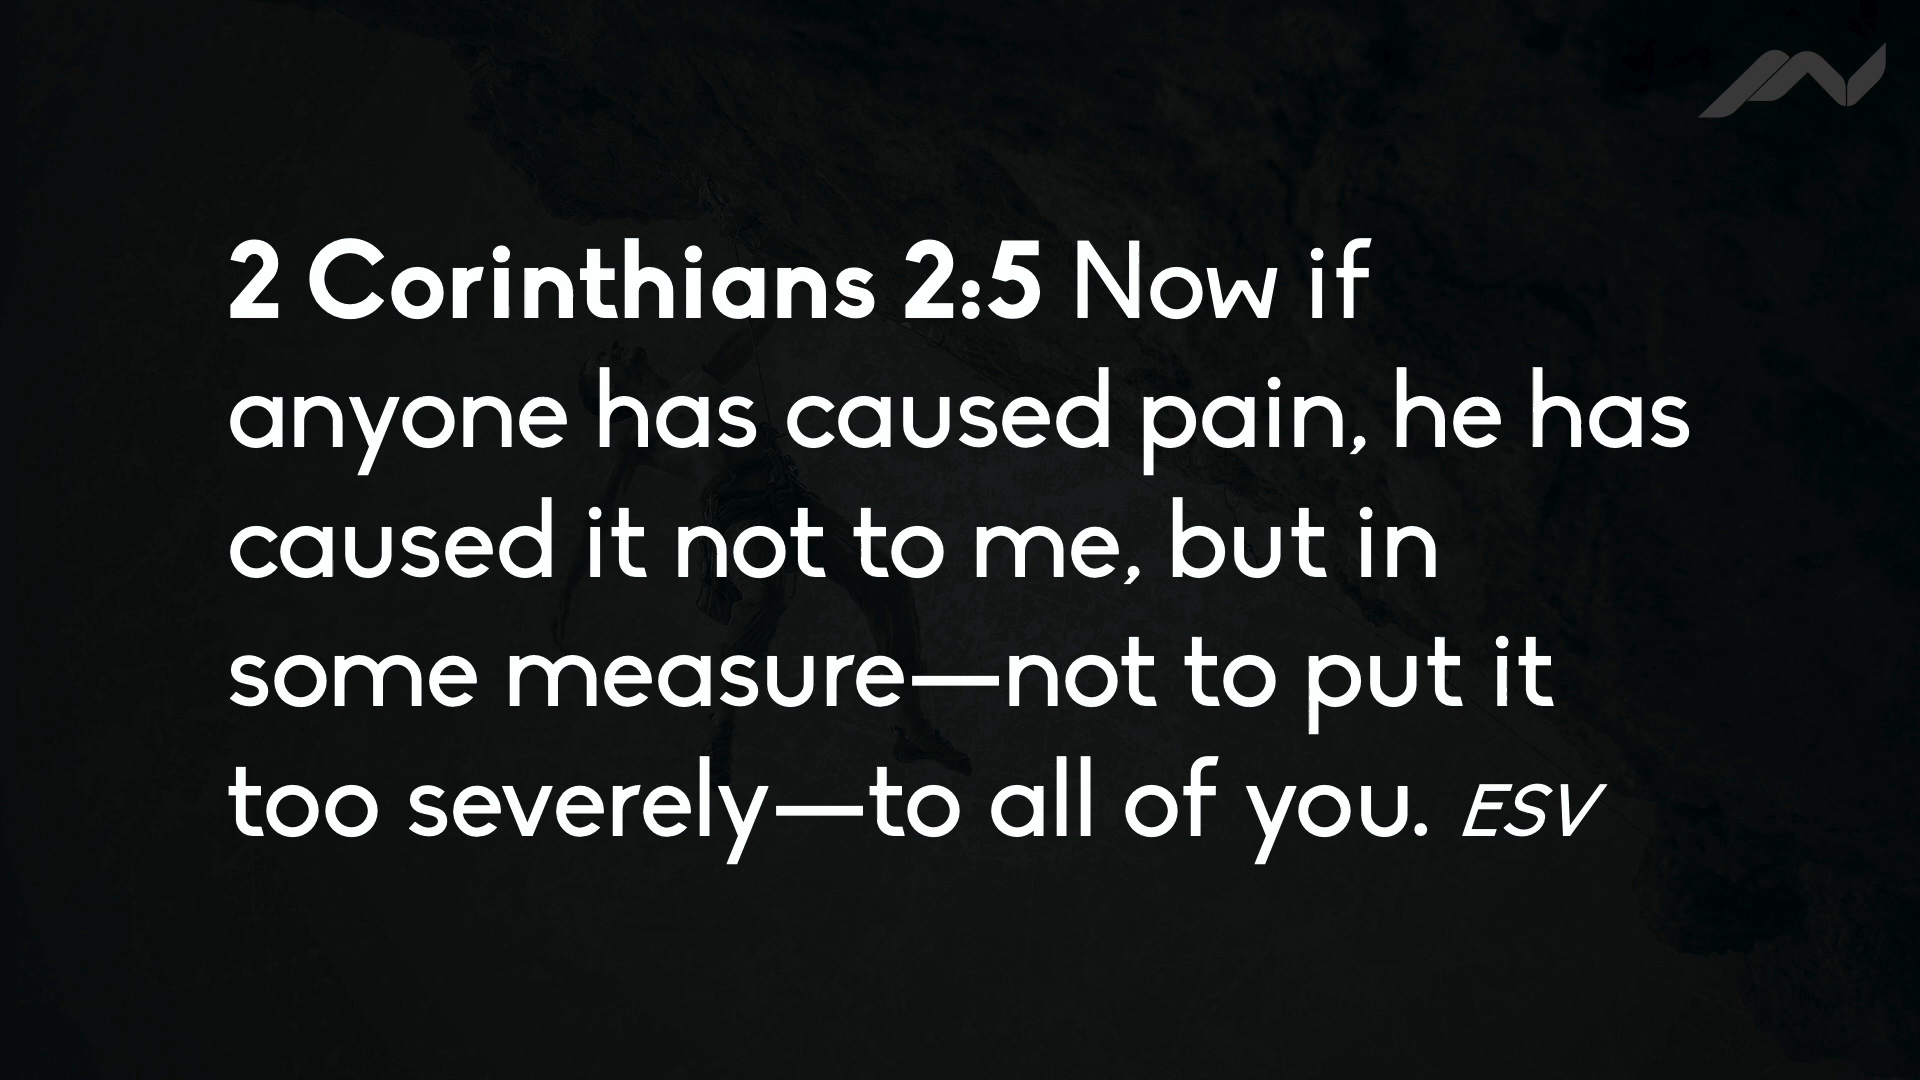 2 Corinthians 2:5 Now if
anyone has caused pain, he has
caused it not to me, but in
some measure—not to put it
too severely—to all of you. ESV